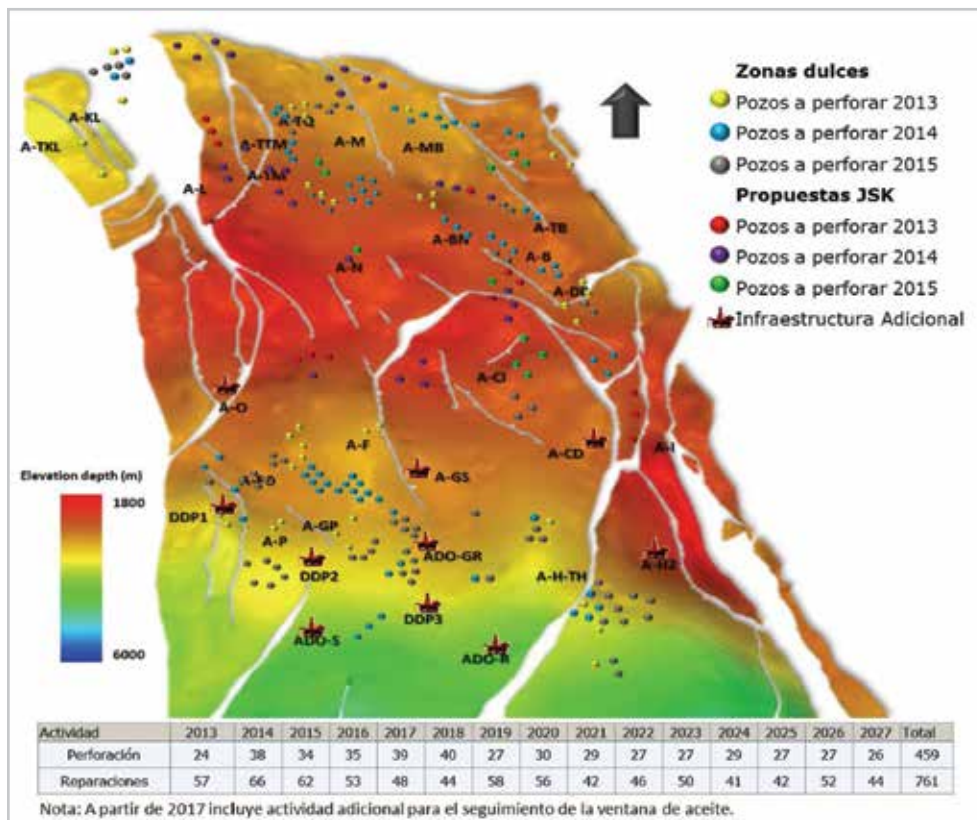 Zonas dulces
Pozos a perforar 2013
Pozos a perforar 2014
Pozos a perforar 2015
Propuestas JSK
Pozos a perforar 2013
Pozos a perforar 2014
Pozos a perforar 2015
Infraestructura Adicional
A-KL
A-TKL
A-TQ
A-TTM
A-M
A-MB
A-L
A-BN
A-TB
A-N
A-B
A-DE
A-CI
A-O
A-F
A-CD
A-I
A-GS
Elevation depth (m)
1800
6000
DDP1
A-GP
A-P
ADO-GR
DDP2
A-H-TH
A-H2
DDP3
ADO-S
ADO-R
Actividad 2013 2014 2015 2016 2017 2018 2019 2020 2021 2022 2023 2024 2025 2026 2027 Total
Perforación 24 38 34 35 39 40 27 30 29 27 27 29 27 27 26 459
Reparaciones 57 66 62 53 48 44 58 56 42 46 50 41 42 52 44 761
Nota: A partir de 2017 incluye actividad adicional para el seguimiento de la ventana de aceite.